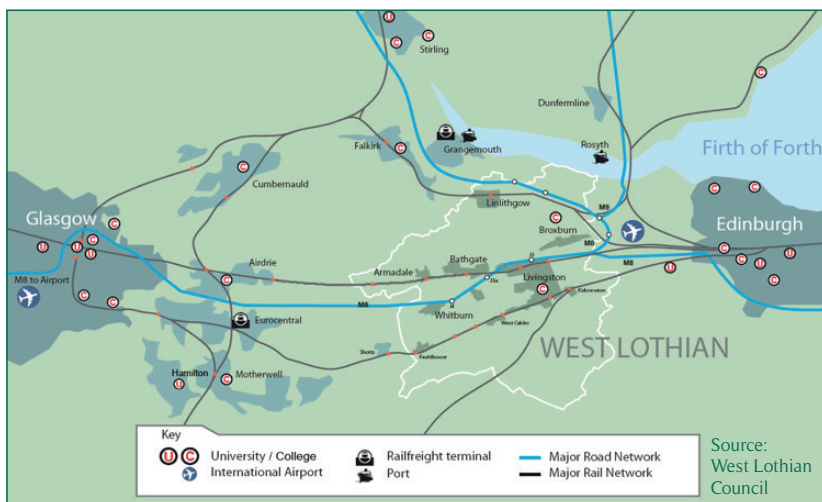 Stirling
Dunfermline
Falkirk
Grangemouth
Rosyth
Firth of Forth
Cumbernauld
Linlithgow
M9
Glasgow
Broxburn
Edinburgh
M8
Airdrie
Armadale
Bathgate
Livingston
M8
M8 to Airport
M8
Whitburn
West Calder
Eurocentral
Shotts
Fauldhouse
WEST LOTHIAN
Hamilton
Motherwell
Key
U C University / College
International Airport
Railfreight terminal
Port
Major Road Network
Major Rail Network
Source:
West Lothian
Council